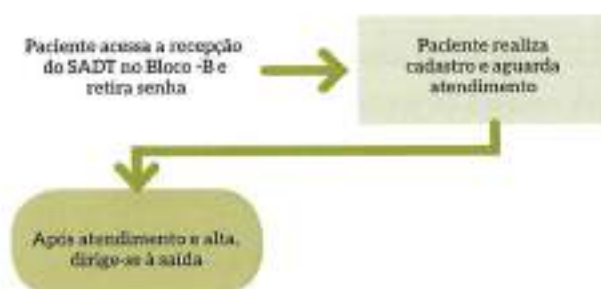 Paciente acessa a recepção
do SADT no Bloco -B e
retira senha
Paciente realiza
cadastro e aguarda
atendimento
Após atendimento e alta,
dirige-se à saída